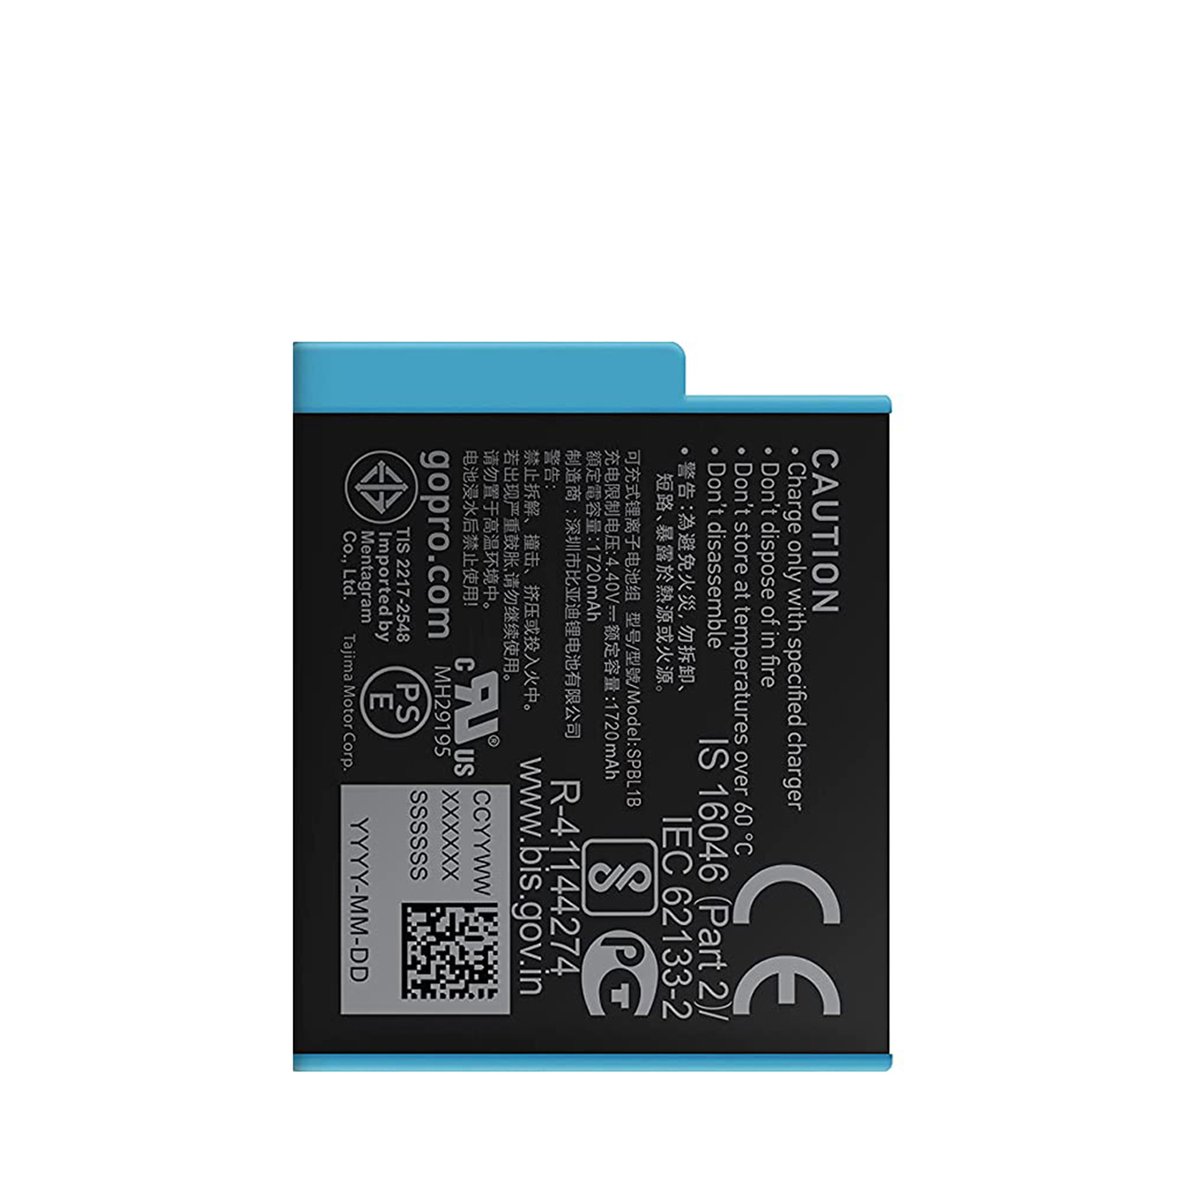 CAUTION
• Charge only with specified charger
• Don't dispose of in fire
• Don't store at temperatures over 60 °C
• Don't disassemble
• 警告:為避免火災, 勿拆卸、
短路、暴露於熱源或火源。
IS 16046 (Part 2)/
IEC 62133-2
可充式锂离子电池组 型号/型號/Model:SPBL1B
充电限制电压:4.40V⎓额定容量:1720mAh
額定電容量:1720mAh
制造商:深圳市比亚迪锂电池有限公司
R-41144274
www.bis.gov.in
警告:
禁止拆解、撞击、挤压或投入火中。
若出现严重鼓胀,请勿继续使用。
请勿置于高温环境中。
电池浸水后禁止使用!
gopro.com
c UL® US
MH29195
TIS 2217-2548
Imported by
Mentagram
Co., Ltd.
PS
E
Tajima Motor Corp.
CCYYWW
XXXXXX
SSSSSS
YYYY-MM-DD
CE
PCT